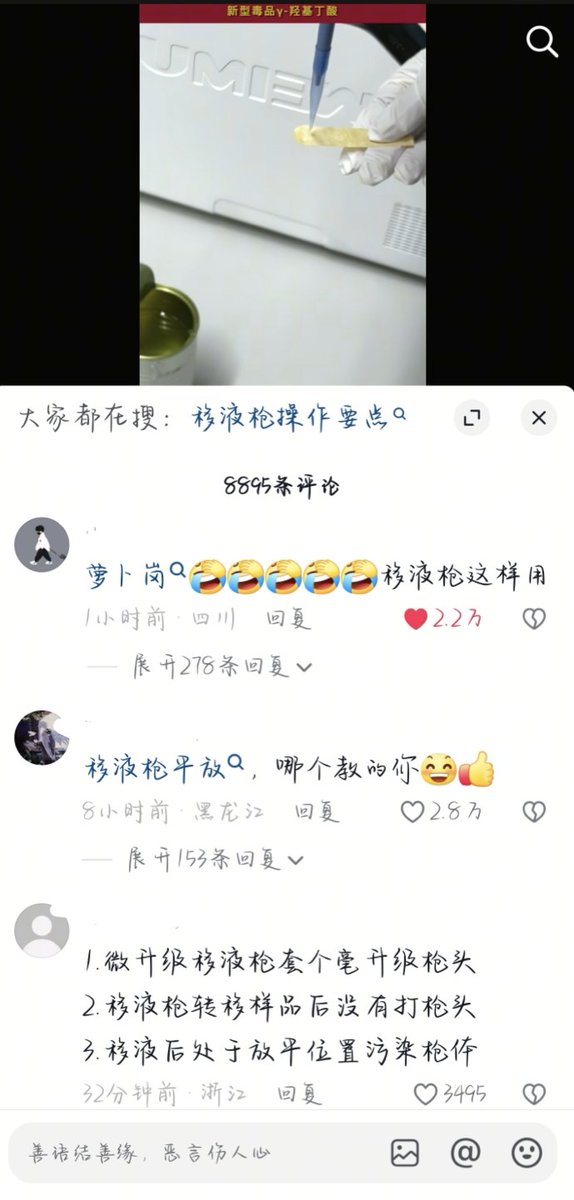 新型毒品γ-羟基丁酸
UMEN
大家都在搜：移液枪操作要点
8895条评论
萝卜岗😂😂😂😂😂移液枪这样用
1小时前·四川 回复 2.2万
展开278条回复
移液枪平放，哪个教的你😄👍
8小时前·黑龙江 回复 2.8万
展开153条回复
1.微升级移液枪套个毫升级枪头
2.移液枪转移样品后没有打枪头
3.移液后处于放平位置污染枪体
32分钟前·浙江 回复 3495
善语结善缘，恶言伤人心